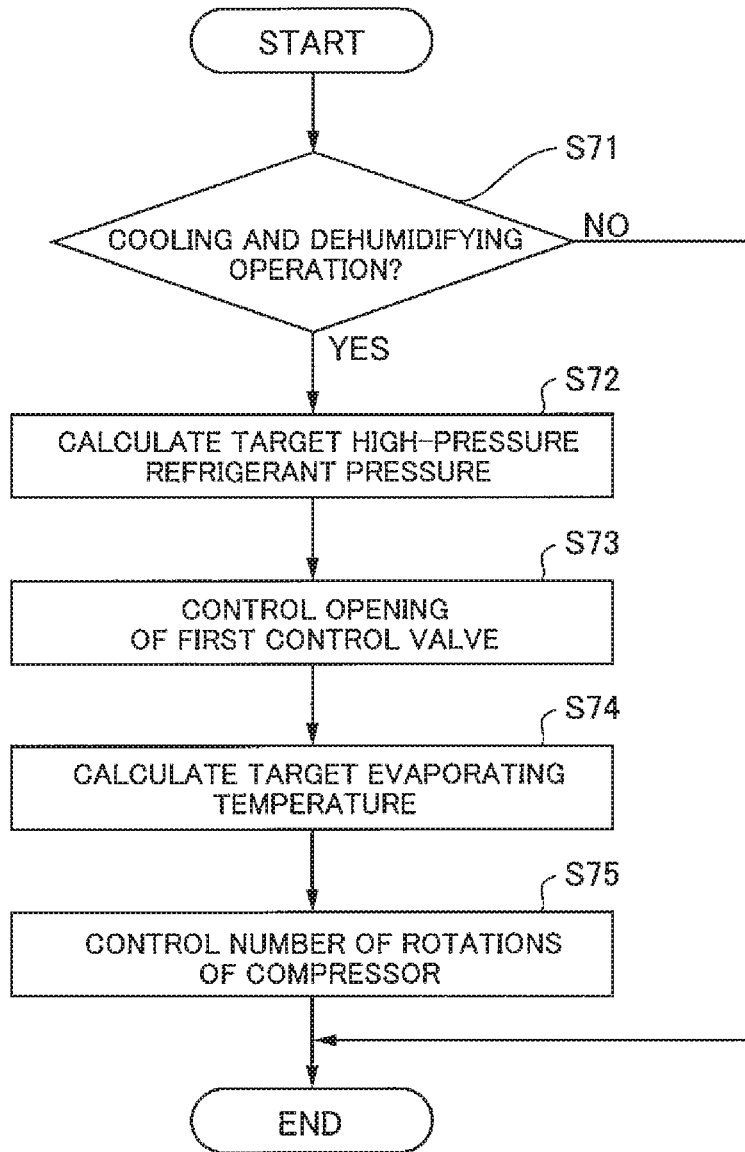 START
S71
COOLING AND DEHUMIDIFYING
OPERATION?
NO
YES
S72
CALCULATE TARGET HIGH-PRESSURE
REFRIGERANT PRESSURE
S73
CONTROL OPENING
OF FIRST CONTROL VALVE
S74
CALCULATE TARGET EVAPORATING
TEMPERATURE
S75
CONTROL NUMBER OF ROTATIONS
OF COMPRESSOR
END